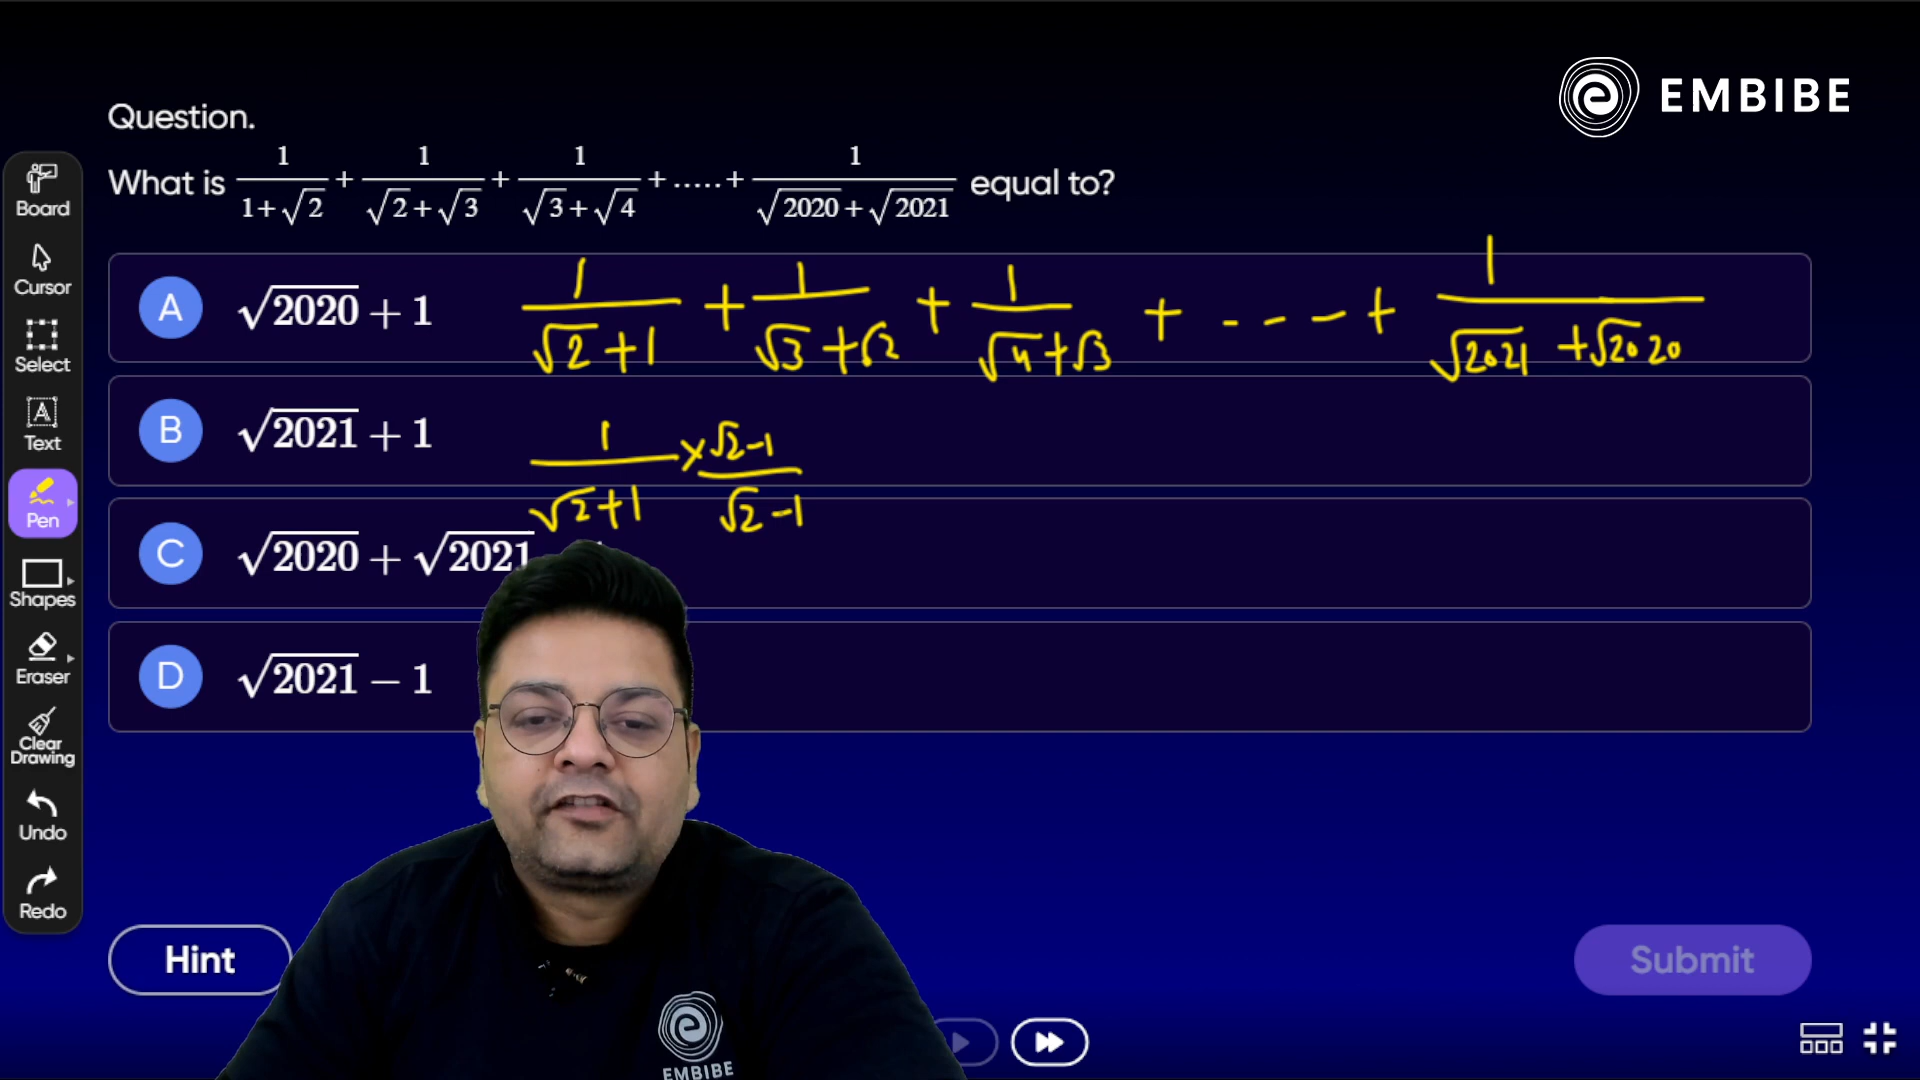 EMBIBE
Question.
What is 1/(1+√2) + 1/(√2+√3) + 1/(√3+√4) + ..... + 1/(√2020+√2021) equal to?
Board
Cursor
Select
Text
Pen
Shapes
Eraser
Clear
Drawing
Undo
Redo
A √2020 + 1
1/(√2+1) + 1/(√3+√2) + 1/(√4+√3) + ---- + 1/(√2021+√2020)
B √2021 + 1
1/(√2+1) × (√2-1)/(√2-1)
C √2020 + √2021
D √2021 − 1
Hint
Submit
EMBIBE